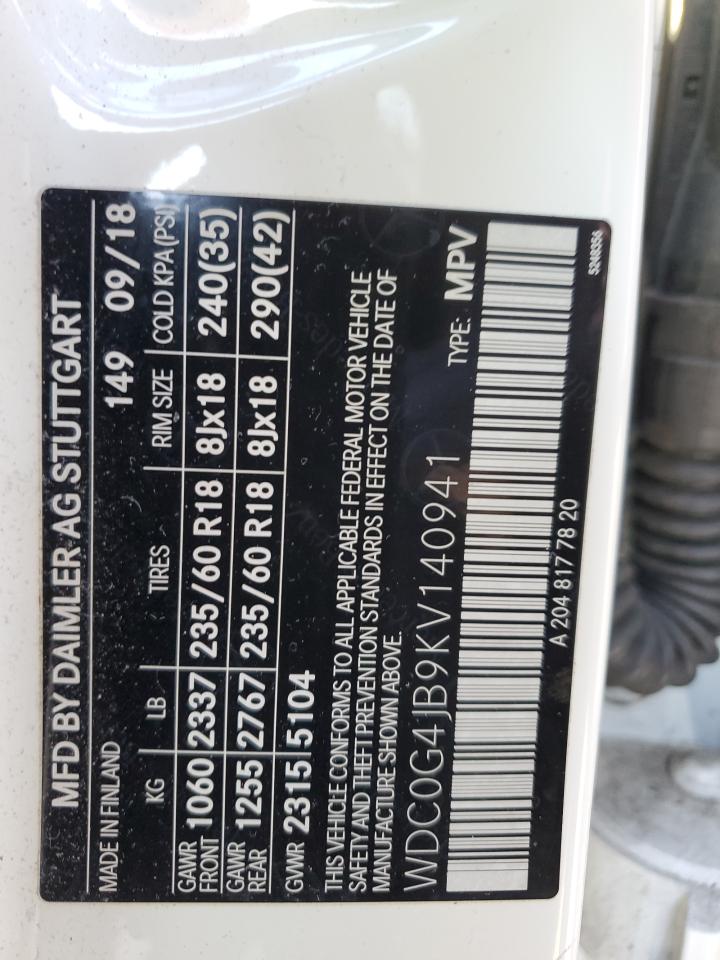 MFD BY DAIMLER AG STUTTGART
MADE IN FINLAND 149 09/18
KG LB TIRES RIM SIZE COLD KPA(PSI)
GAWR FRONT 1060 2337 235/60 R18 8Jx18 240(35)
GAWR REAR 1255 2767 235/60 R18 8Jx18 290(42)
GVWR 2315 5104
THIS VEHICLE CONFORMS TO ALL APPLICABLE FEDERAL MOTOR VEHICLE
SAFETY AND THEFT PREVENTION STANDARDS IN EFFECT ON THE DATE OF
MANUFACTURE SHOWN ABOVE.
WDC0G4JB9KV140941 TYPE: MPV
A 204 817 78 20
5248356